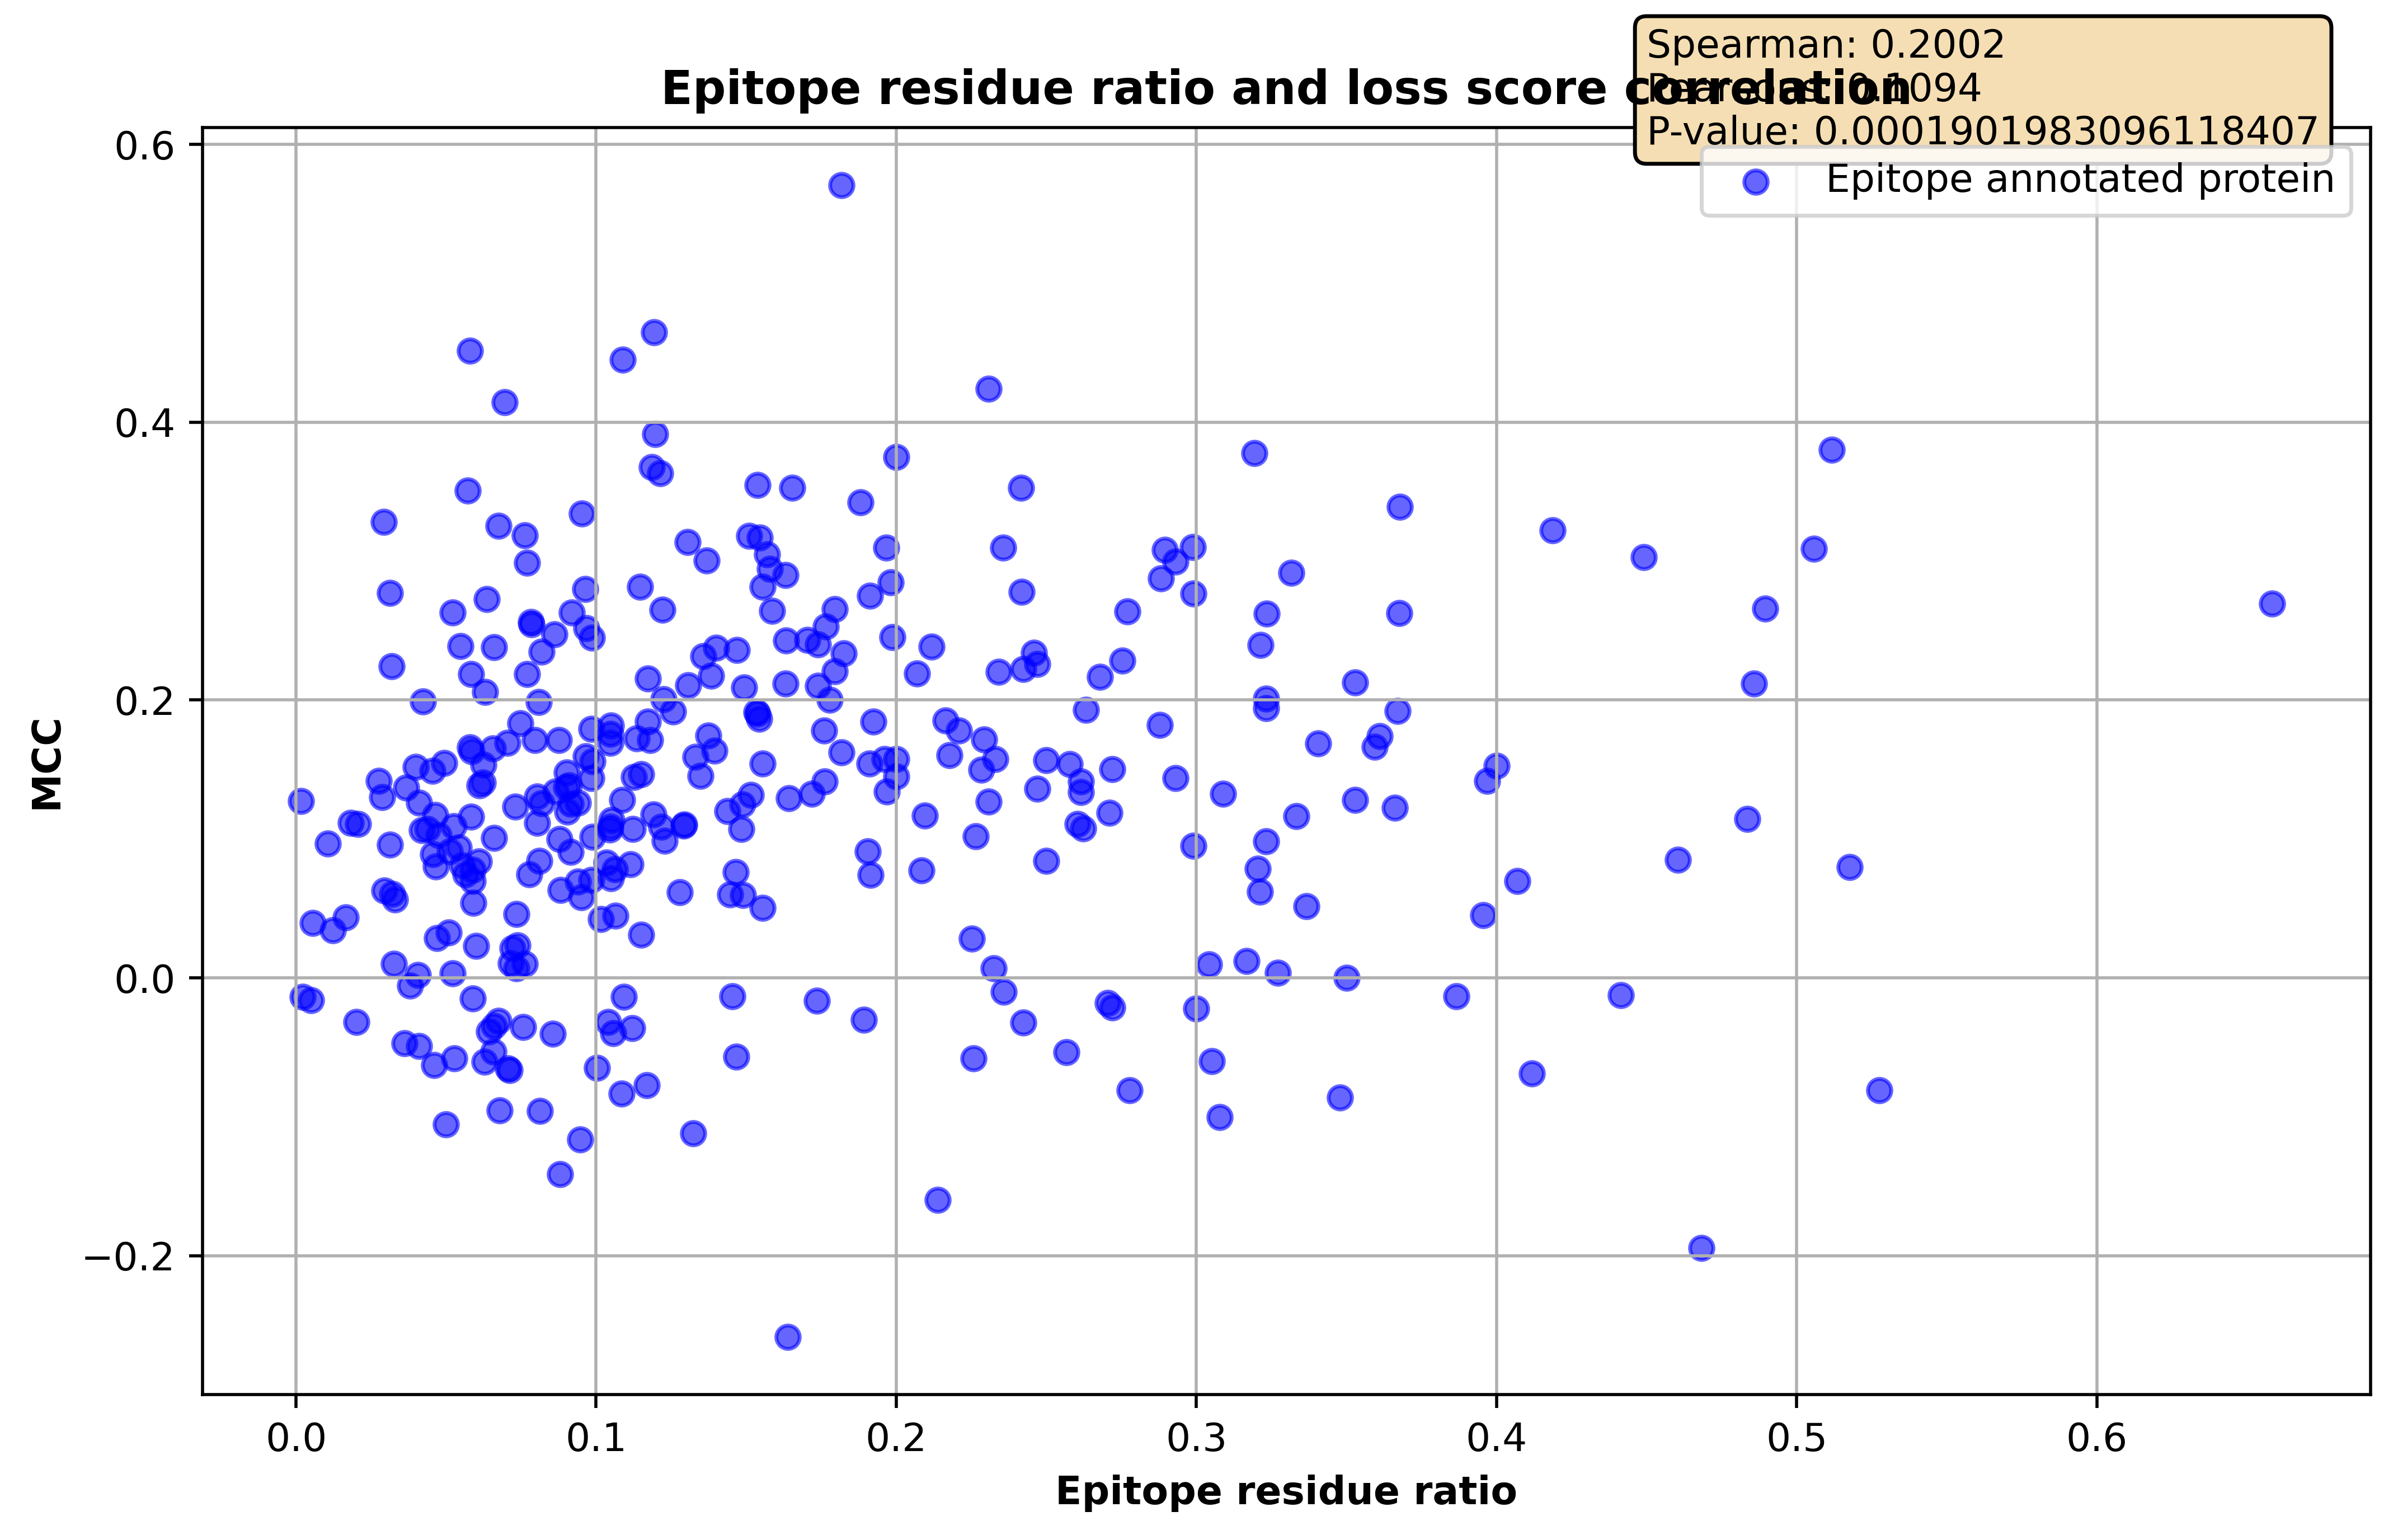 Spearman: 0.2002
Epitope residue ratio and loss score correlation
P-value: 0.0001901983096118407
Epitope annotated protein
0.6
0.4
0.2
0.0
−0.2
MCC
0.0 0.1 0.2 0.3 0.4 0.5 0.6
Epitope residue ratio